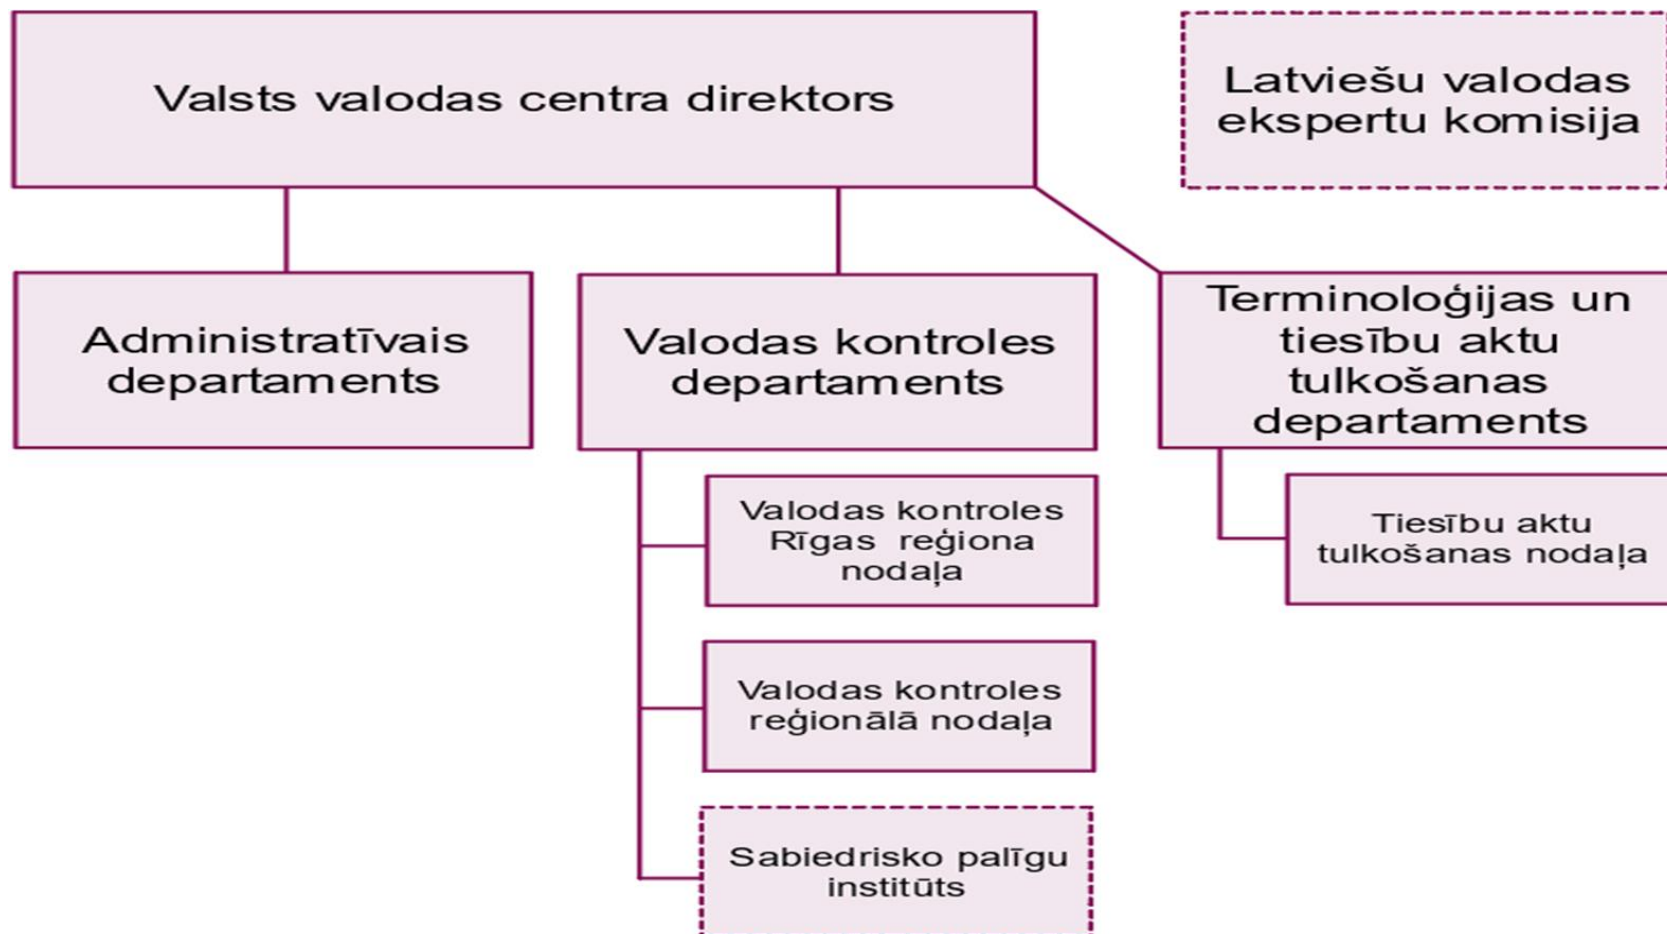 Valsts valodas centra direktors
Latviešu valodas
ekspertu komisija
Administratīvais
departaments
Valodas kontroles
departaments
Terminoloģijas un
tiesību aktu
tulkošanas
departaments
Valodas kontroles
Rīgas reģiona
nodaļa
Tiesību aktu
tulkošanas nodaļa
Valodas kontroles
reģionālā nodaļa
Sabiedrisko palīgu
institūts